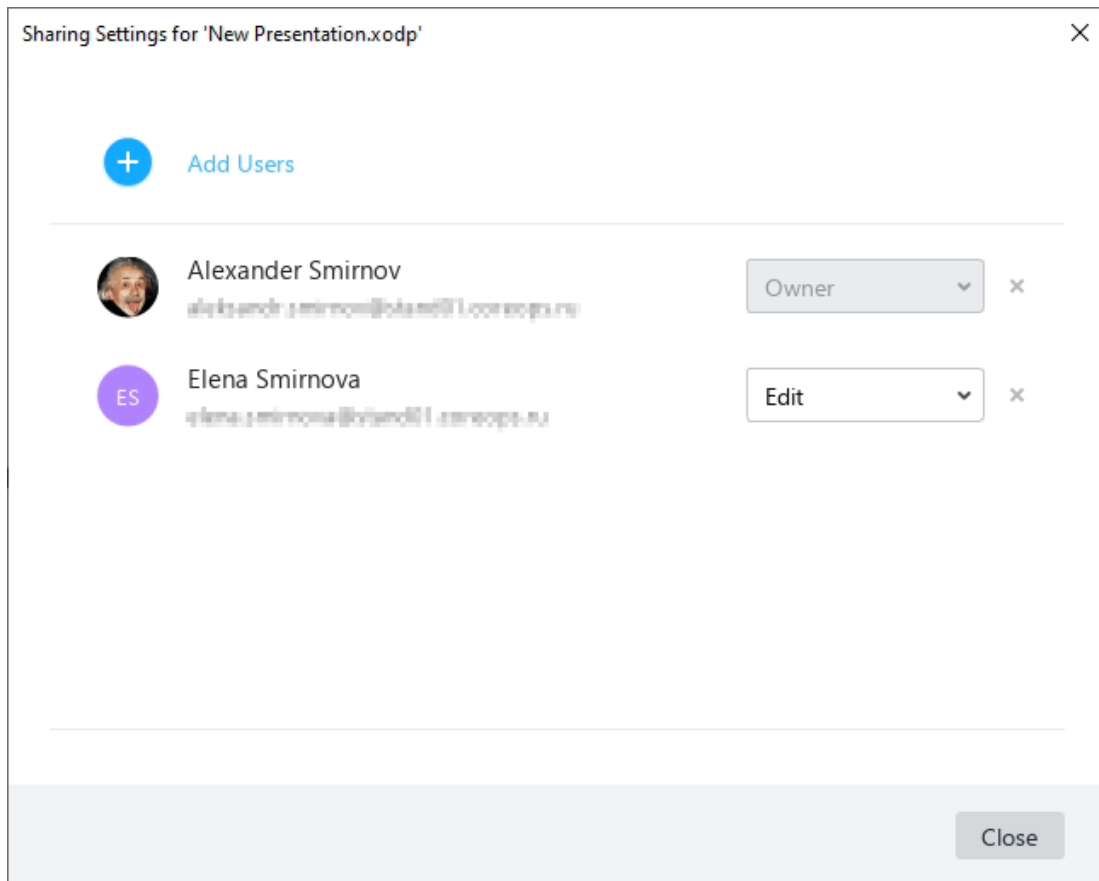 Sharing Settings for 'New Presentation.xodp'
Add Users
Alexander Smirnov
Owner
Elena Smirnova
ES
Edit
Close